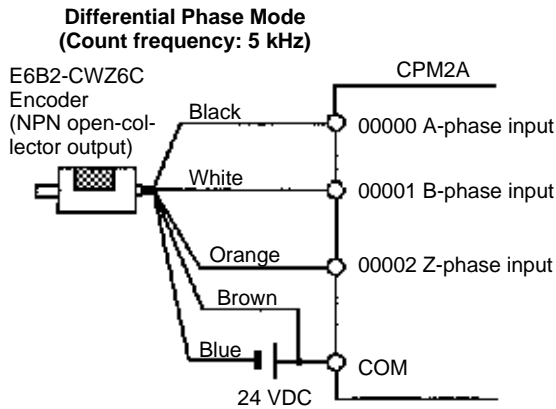 Differential Phase Mode
(Count frequency: 5 kHz)
E6B2-CWZ6C
Encoder
(NPN open-col-
lector output)
CPM2A
Black
00000 A-phase input
White
00001 B-phase input
Orange
00002 Z-phase input
Brown
Blue
COM
24 VDC